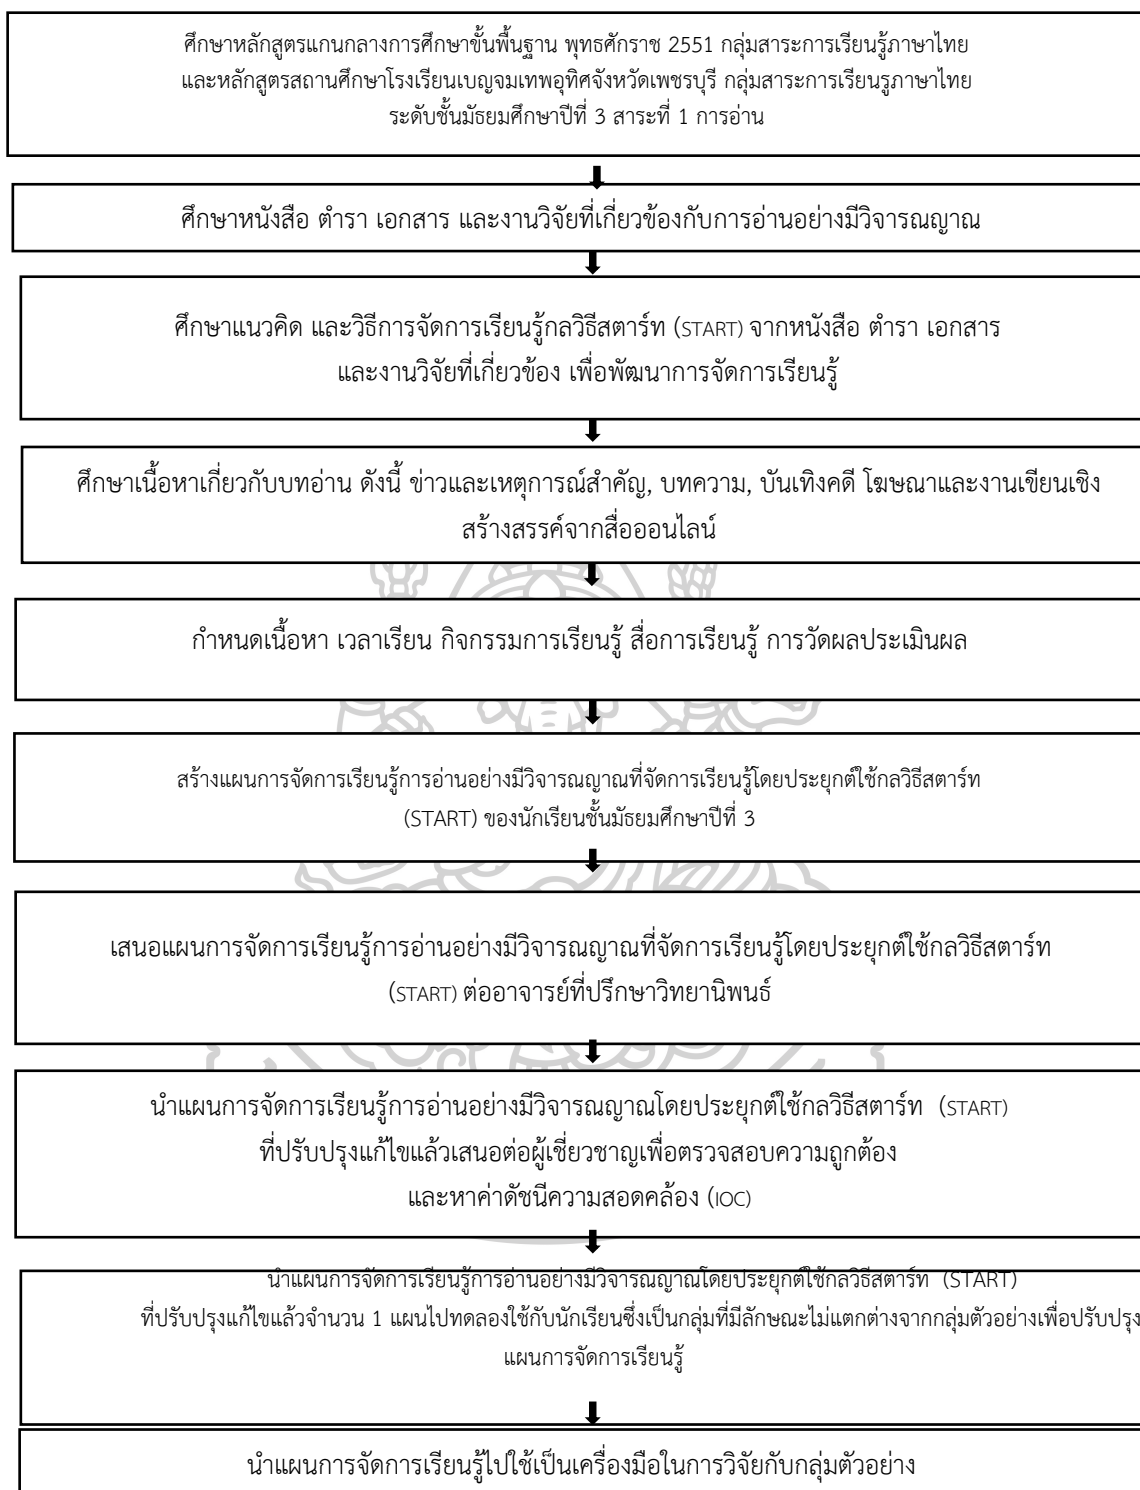 ศึกษาหลักสูตรแกนกลางการศึกษาขั้นพื้นฐาน พุทธศักราช 2551 กลุ่มสาระการเรียนรู้ภาษาไทย
และหลักสูตรสถานศึกษาโรงเรียนเบญจมเทพอุทิศจังหวัดเพชรบุรี กลุ่มสาระการเรียนรูภาษาไทย
ระดับชั้นมัธยมศึกษาปีที่ 3 สาระที่ 1 การอ่าน
ศึกษาหนังสือ ตำรา เอกสาร และงานวิจัยที่เกี่ยวข้องกับการอ่านอย่างมีวิจารณญาณ
ศึกษาแนวคิด และวิธีการจัดการเรียนรู้กลวิธีสตาร์ท (START) จากหนังสือ ตำรา เอกสาร
และงานวิจัยที่เกี่ยวข้อง เพื่อพัฒนาการจัดการเรียนรู้
ศึกษาเนื้อหาเกี่ยวกับบทอ่าน ดังนี้ ข่าวและเหตุการณ์สำคัญ, บทความ, บันเทิงคดี โฆษณาและงานเขียนเชิง
สร้างสรรค์จากสื่อออนไลน์
กำหนดเนื้อหา เวลาเรียน กิจกรรมการเรียนรู้ สื่อการเรียนรู้ การวัดผลประเมินผล
สร้างแผนการจัดการเรียนรู้การอ่านอย่างมีวิจารณญาณที่จัดการเรียนรู้โดยประยุกต์ใช้กลวิธีสตาร์ท
(START) ของนักเรียนชั้นมัธยมศึกษาปีที่ 3
เสนอแผนการจัดการเรียนรู้การอ่านอย่างมีวิจารณญาณที่จัดการเรียนรู้โดยประยุกต์ใช้กลวิธีสตาร์ท
(START) ต่ออาจารย์ที่ปรึกษาวิทยานิพนธ์
นำแผนการจัดการเรียนรู้การอ่านอย่างมีวิจารณญาณโดยประยุกต์ใช้กลวิธีสตาร์ท (START)
ที่ปรับปรุงแก้ไขแล้วเสนอต่อผู้เชี่ยวชาญเพื่อตรวจสอบความถูกต้อง
และหาค่าดัชนีความสอดคล้อง (IOC)
นำแผนการจัดการเรียนรู้การอ่านอย่างมีวิจารณญาณโดยประยุกต์ใช้กลวิธีสตาร์ท (START)
ที่ปรับปรุงแก้ไขแล้วจำนวน 1 แผนไปทดลองใช้กับนักเรียนซึ่งเป็นกลุ่มที่มีลักษณะไม่แตกต่างจากกลุ่มตัวอย่างเพื่อปรับปรุง
แผนการจัดการเรียนรู้
นำแผนการจัดการเรียนรู้ไปใช้เป็นเครื่องมือในการวิจัยกับกลุ่มตัวอย่าง